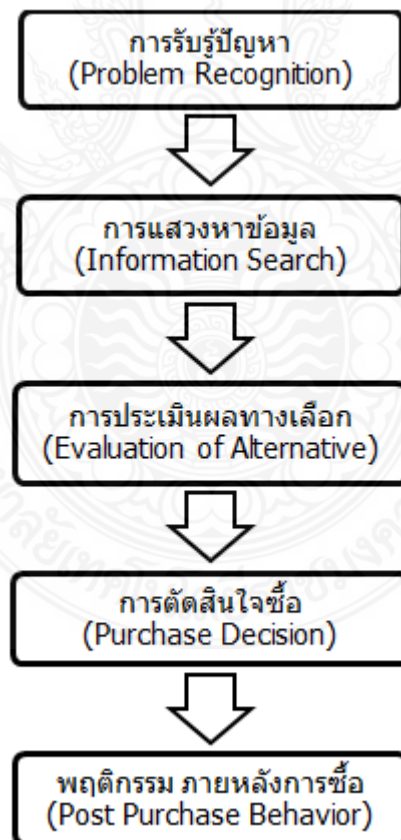 การรับรู้ปัญหา
(Problem Recognition)
การแสวงหาข้อมูล
(Information Search)
การประเมินผลทางเลือก
(Evaluation of Alternative)
การตัดสินใจซื้อ
(Purchase Decision)
พฤติกรรม ภายหลังการซื้อ
(Post Purchase Behavior)